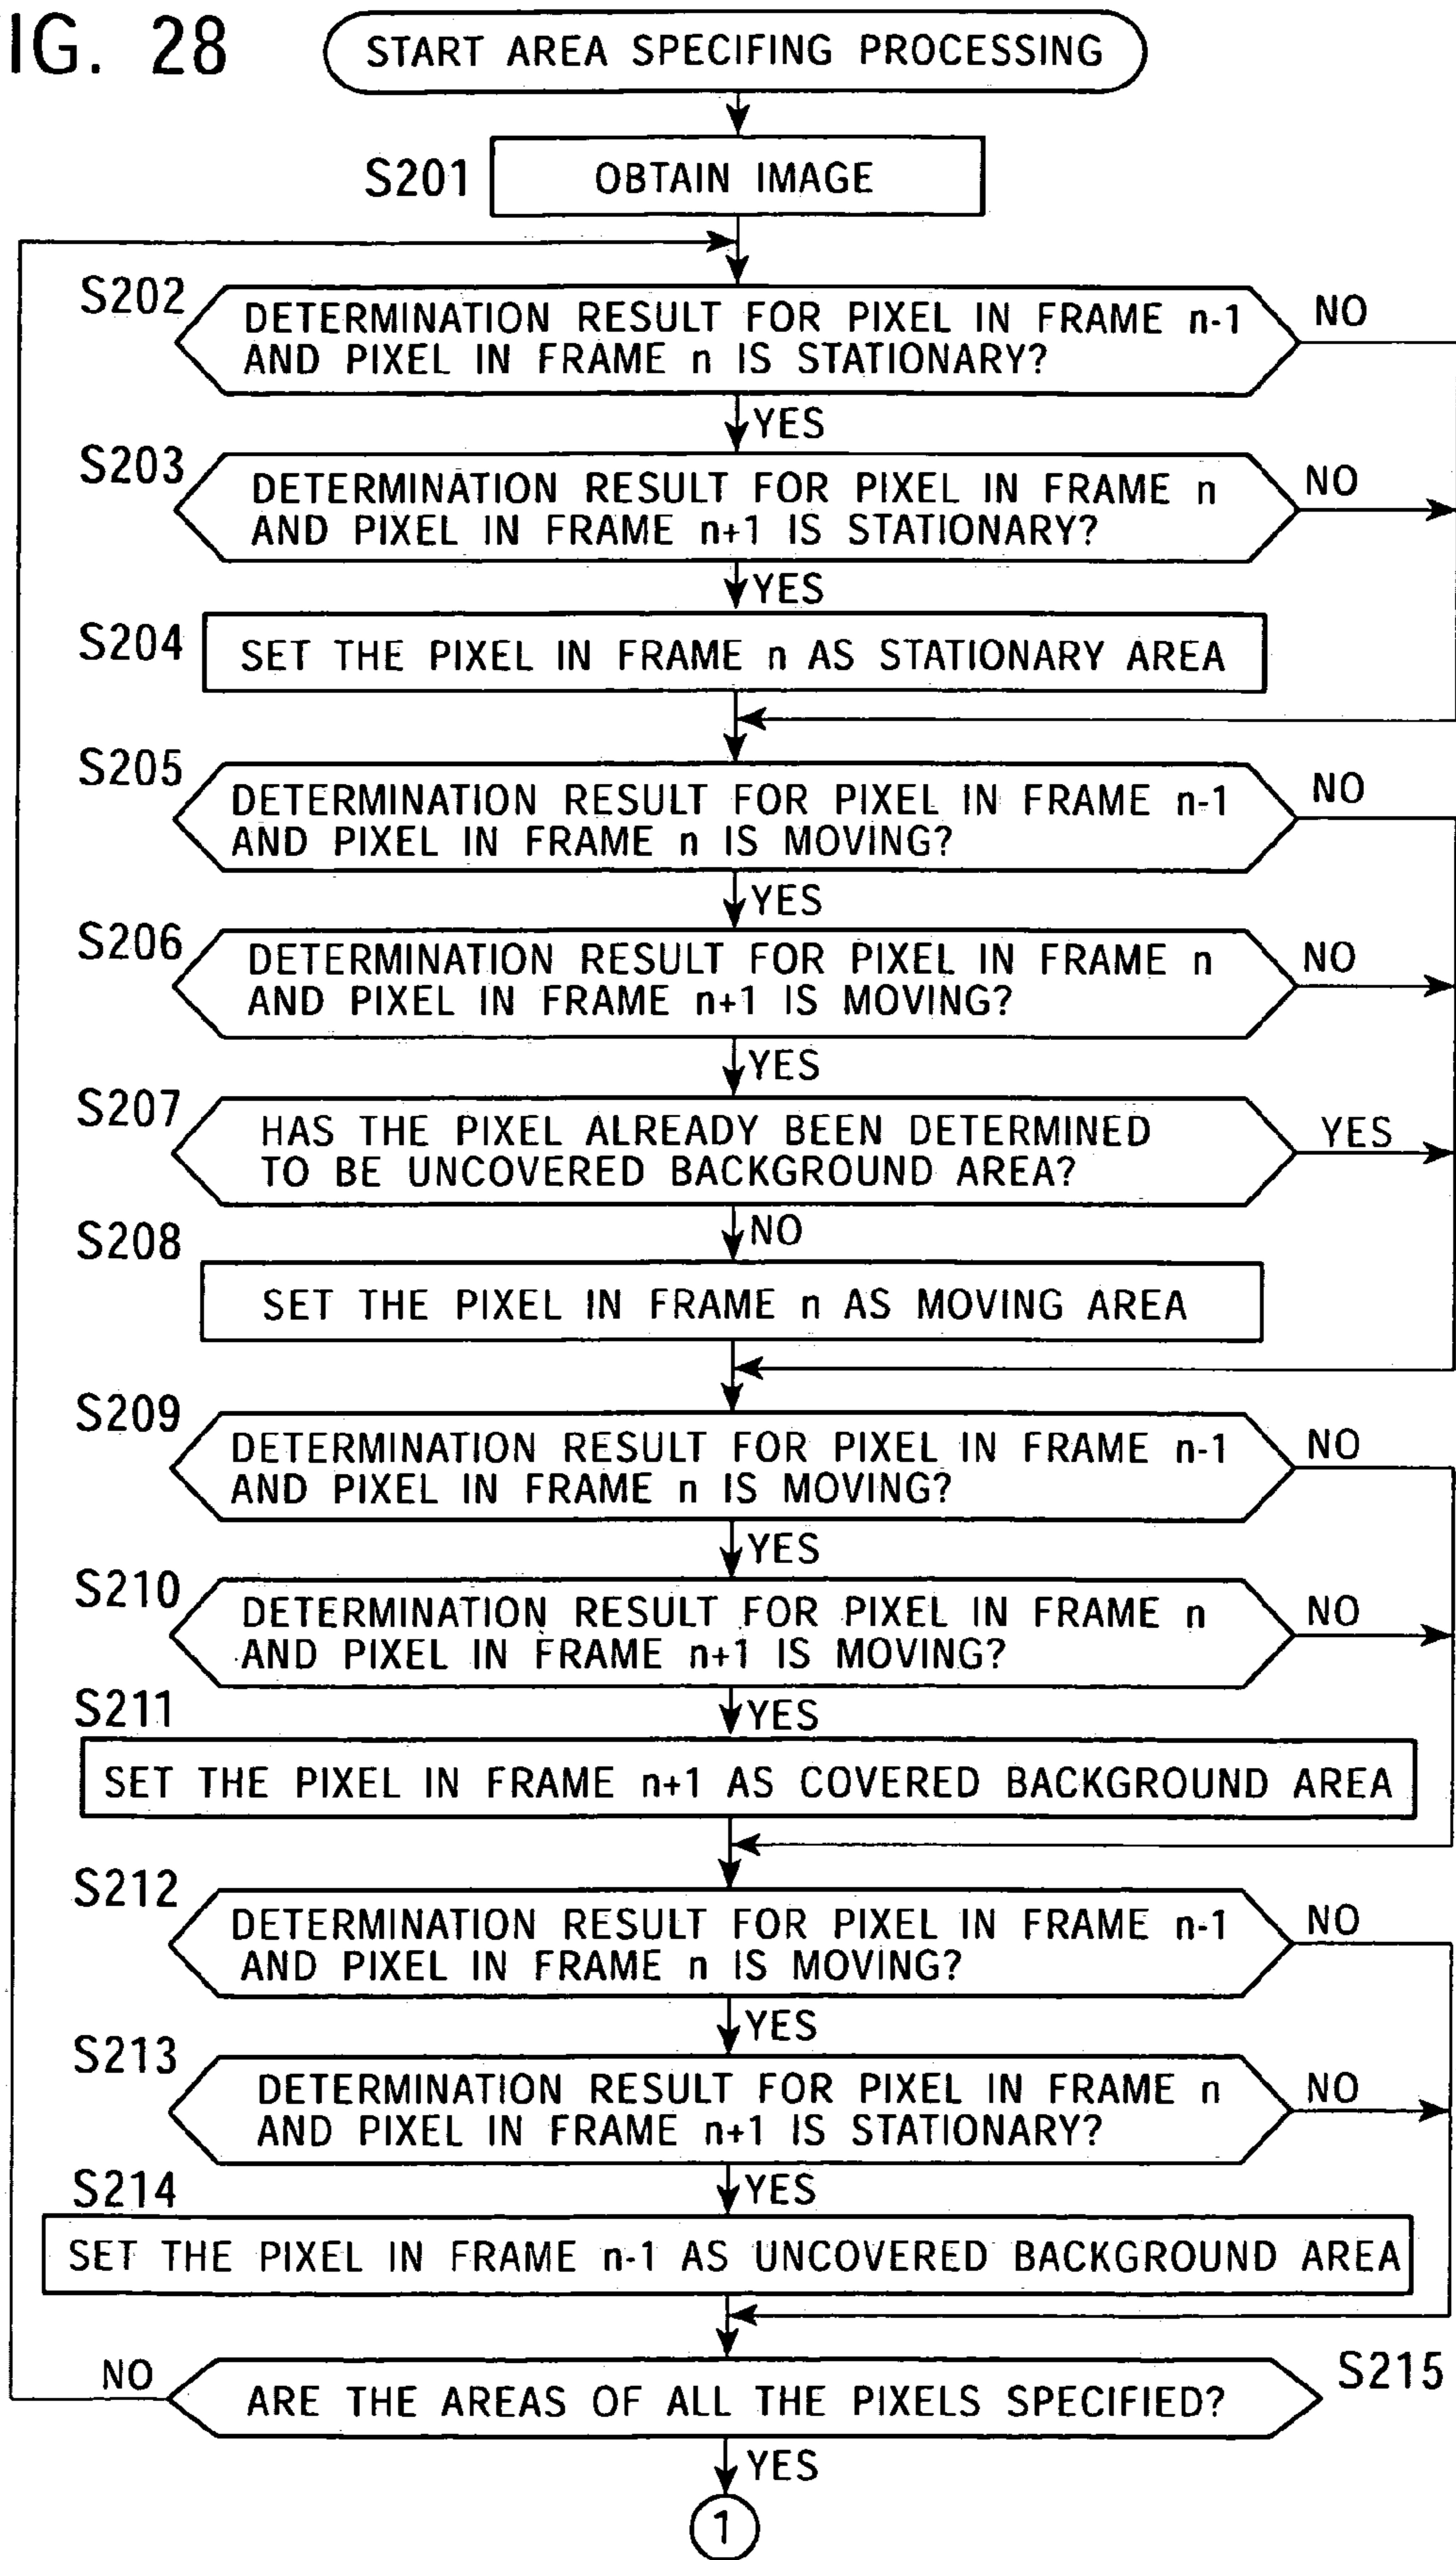 IG. 28
START AREA SPECIFING PROCESSING
S201
OBTAIN IMAGE
S202
DETERMINATION RESULT FOR PIXEL IN FRAME n-1
AND PIXEL IN FRAME n IS STATIONARY?
NO
YES
S203
DETERMINATION RESULT FOR PIXEL IN FRAME n
AND PIXEL IN FRAME n+1 IS STATIONARY?
NO
YES
S204
SET THE PIXEL IN FRAME n AS STATIONARY AREA
S205
DETERMINATION RESULT FOR PIXEL IN FRAME n-1
AND PIXEL IN FRAME n IS MOVING?
NO
YES
S206
DETERMINATION RESULT FOR PIXEL IN FRAME n
AND PIXEL IN FRAME n+1 IS MOVING?
NO
YES
S207
HAS THE PIXEL ALREADY BEEN DETERMINED
TO BE UNCOVERED BACKGROUND AREA?
YES
NO
S208
SET THE PIXEL IN FRAME n AS MOVING AREA
S209
DETERMINATION RESULT FOR PIXEL IN FRAME n-1
AND PIXEL IN FRAME n IS MOVING?
NO
YES
S210
DETERMINATION RESULT FOR PIXEL IN FRAME n
AND PIXEL IN FRAME n+1 IS MOVING?
NO
YES
S211
SET THE PIXEL IN FRAME n+1 AS COVERED BACKGROUND AREA
S212
DETERMINATION RESULT FOR PIXEL IN FRAME n-1
AND PIXEL IN FRAME n IS MOVING?
NO
YES
S213
DETERMINATION RESULT FOR PIXEL IN FRAME n
AND PIXEL IN FRAME n+1 IS STATIONARY?
NO
YES
S214
SET THE PIXEL IN FRAME n-1 AS UNCOVERED BACKGROUND AREA
NO
ARE THE AREAS OF ALL THE PIXELS SPECIFIED?
S215
YES
1